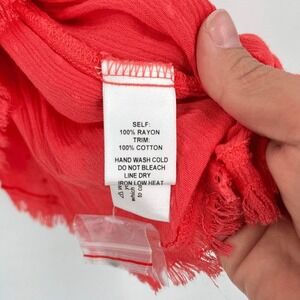 SELF:
100% RAYON
TRIM:
100% COTTON
HAND WASH COLD
DO NOT BLEACH
LINE DRY
IRON LOW HEAT